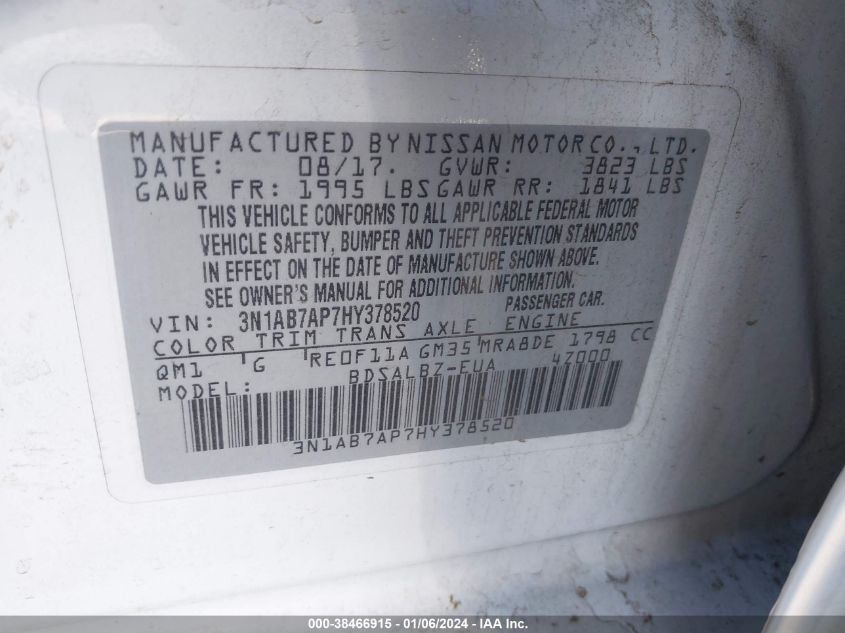 MANUFACTURED BY NISSAN MOTOR CO., LTD.
DATE: 08/17. GVWR: 3823 LBS
GAWR FR: 1995 LBS GAWR RR: 1841 LBS
THIS VEHICLE CONFORMS TO ALL APPLICABLE FEDERAL MOTOR
VEHICLE SAFETY, BUMPER AND THEFT PREVENTION STANDARDS
IN EFFECT ON THE DATE OF MANUFACTURE SHOWN ABOVE.
SEE OWNER'S MANUAL FOR ADDITIONAL INFORMATION.
VIN: 3N1AB7AP7HY378520 PASSENGER CAR.
COLOR TRIM TRANS AXLE ENGINE
QM1 G RE0F11A GM35 MRA8DE 1798 CC
MODEL: BDSALBZ-EUA 4Z000
3N1AB7AP7HY378520
000-38466915 - 01/06/2024 - IAA Inc.